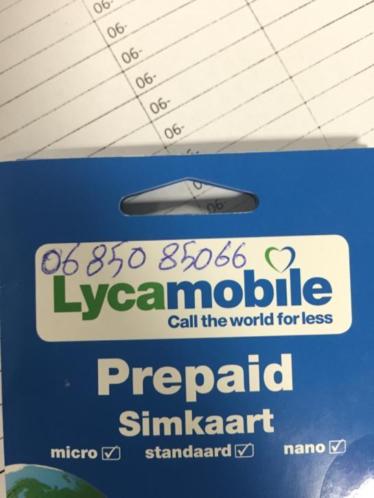 06-
06-
06-
06-
06-
06-
06 850 85066
Lycamobile
Call the world for less
Prepaid
Simkaart
micro ☑ standaard ☑ nano ☑